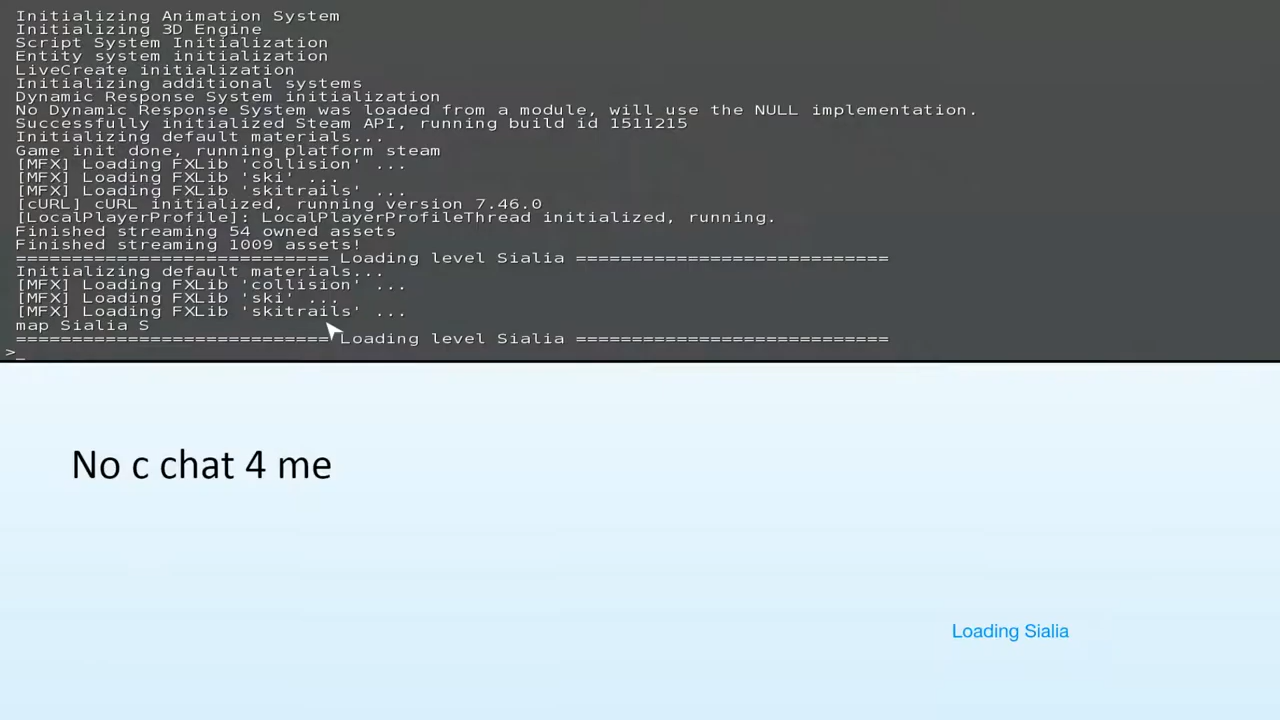 Initializing Animation System
Initializing 3D Engine
Script System Initialization
Entity system initialization
LiveCreate initialization
Initializing additional systems
Dynamic Response System initialization
No Dynamic Response System was loaded from a module, will use the NULL implementation.
Successfully initialized Steam API, running build id 1511215
Initializing default materials...
Game init done, running platform steam
[MFX] Loading FXLib 'collision' ...
[MFX] Loading FXLib 'ski' ...
[MFX] Loading FXLib 'skitrails' ...
[cURL] cURL initialized, running version 7.46.0
[LocalPlayerProfile]: LocalPlayerProfileThread initialized, running.
Finished streaming 54 owned assets
Finished streaming 1009 assets!
============================ Loading level Sialia ============================
Initializing default materials...
[MFX] Loading FXLib 'collision' ...
[MFX] Loading FXLib 'ski' ...
[MFX] Loading FXLib 'skitrails' ...
map Sialia S
============================ Loading level Sialia ============================
>_
No c chat 4 me
Loading Sialia